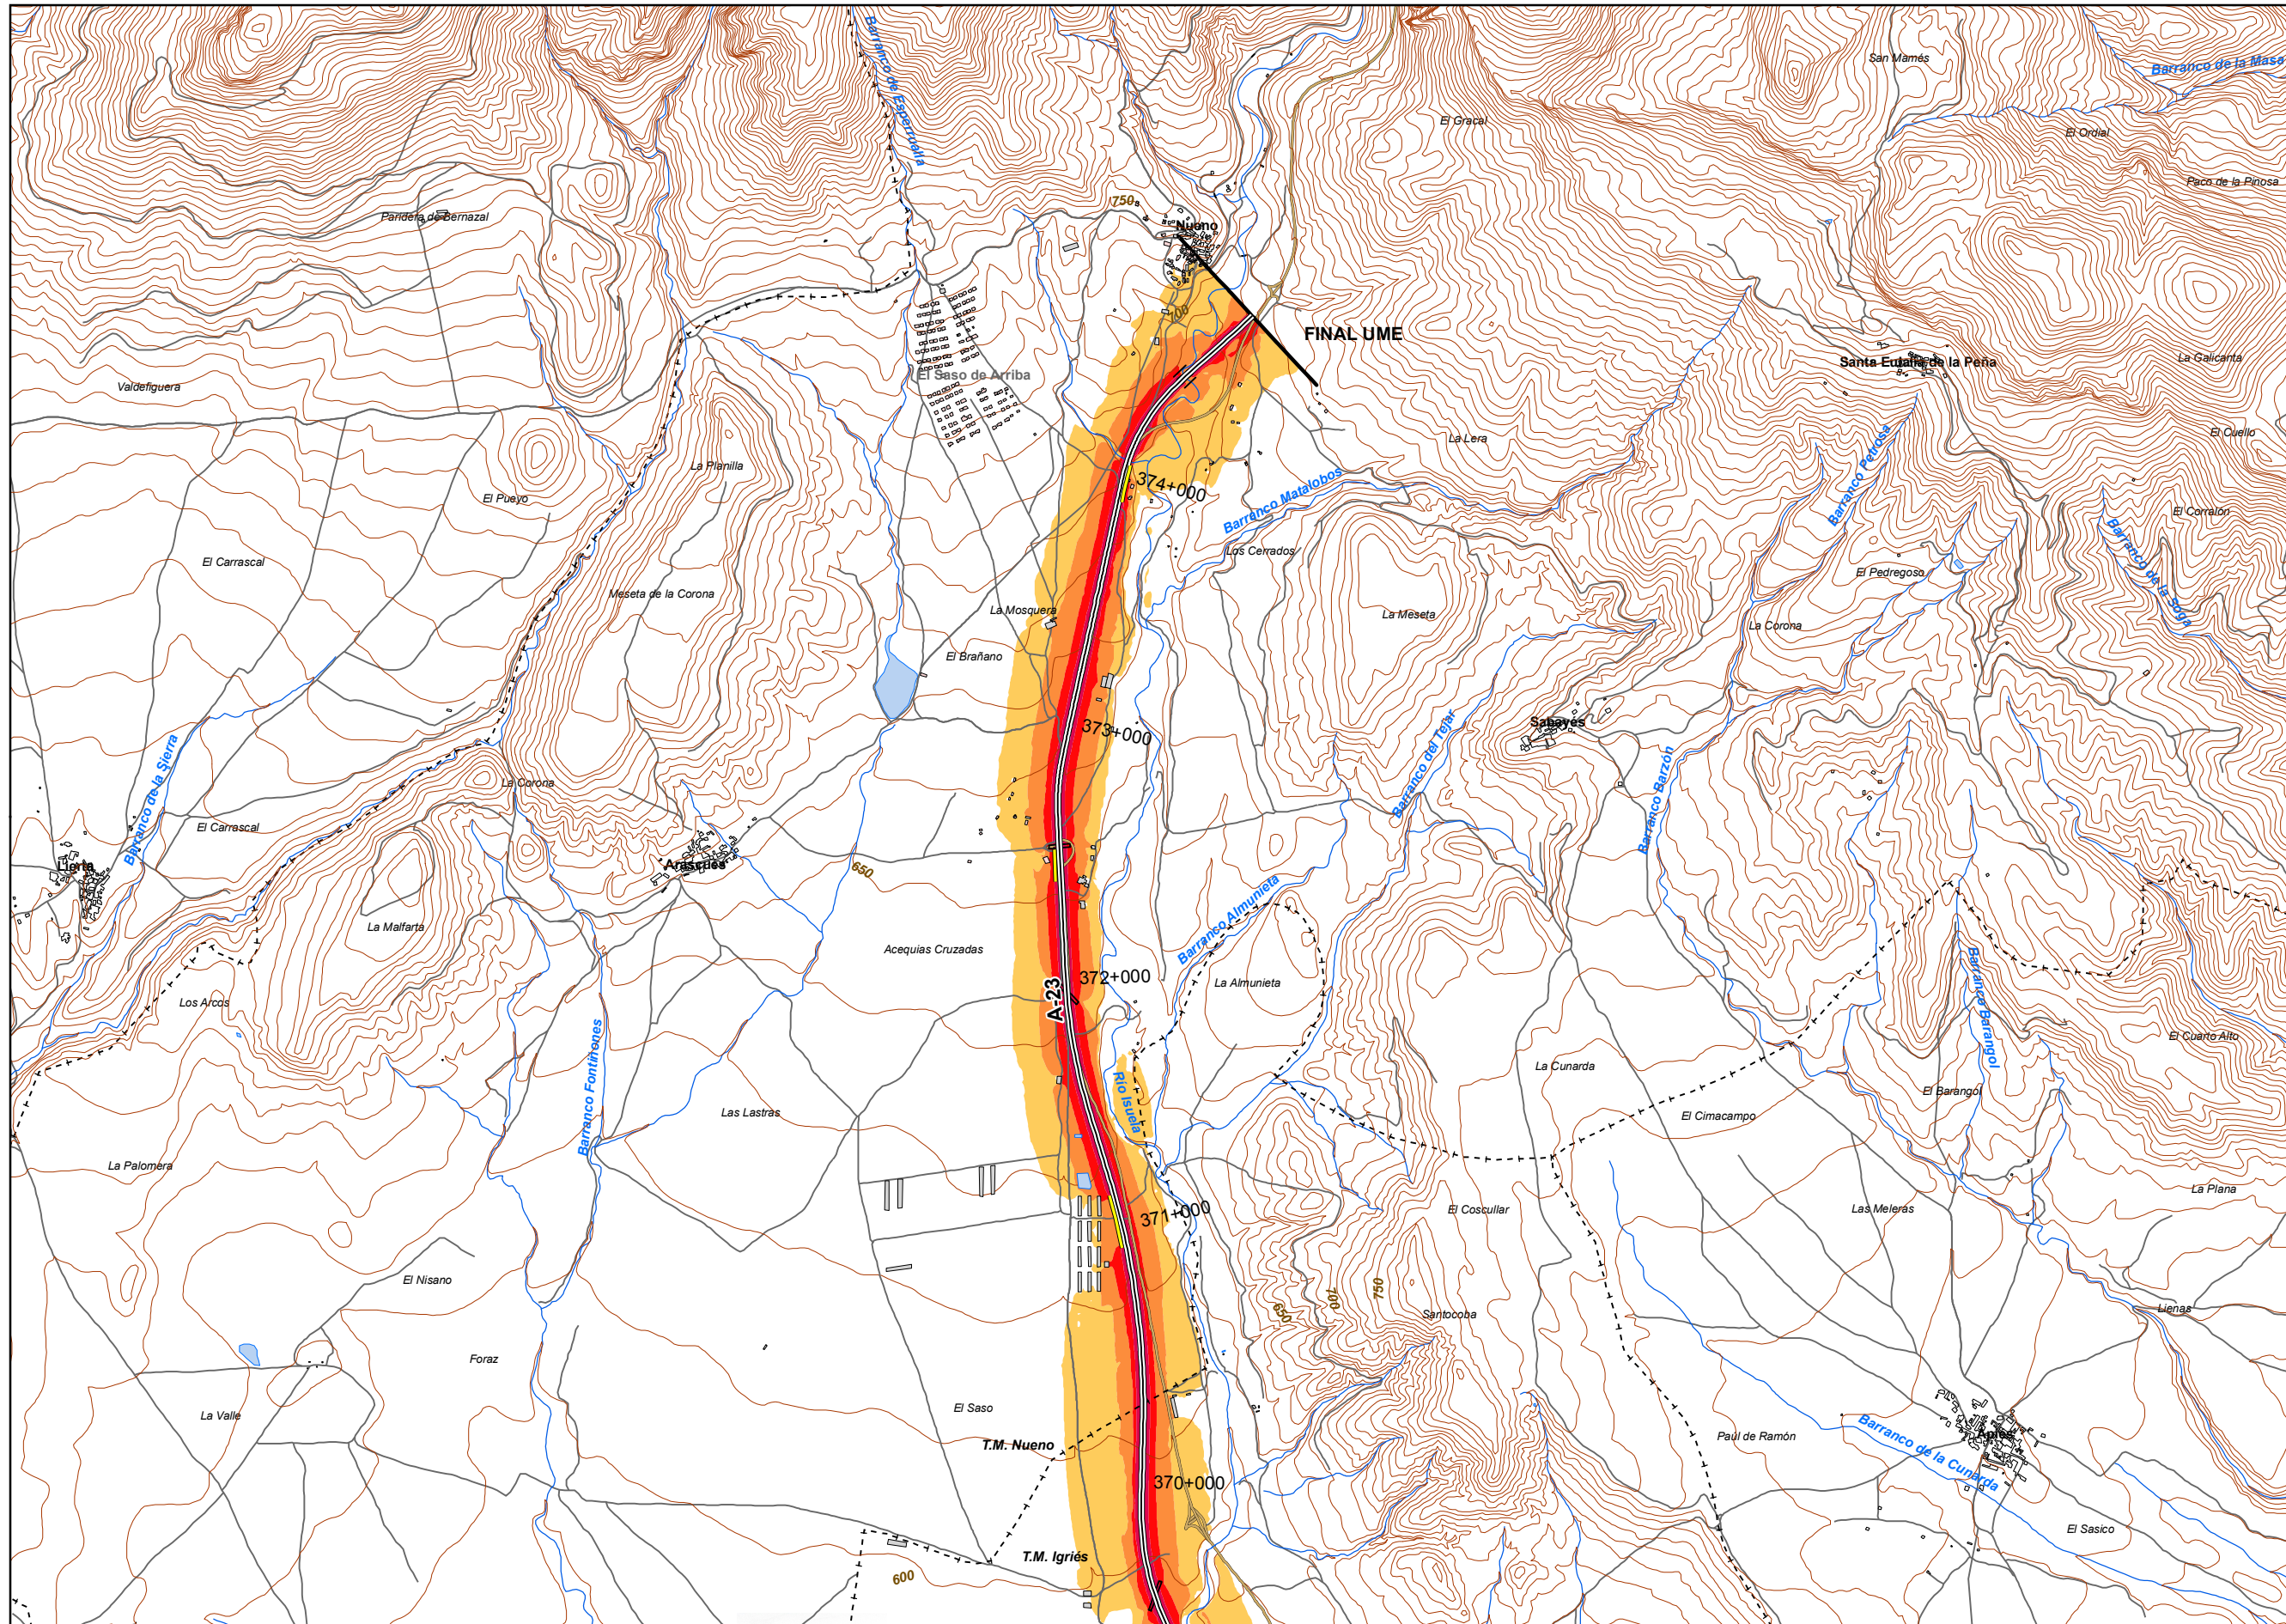 Barranco de Esperrualla
San Mamés
Barranco de la Masa
El Gracal
El Ordial
Paco de la Pinosa
Paridera de Bernazal
750
Nueno
700
FINAL UME
Santa Eulalia de la Peña
La Galicanta
El Saso de Arriba
Valdefiguera
El Cuello
La Lera
La Planilla
Barranco Petrosa
374+000
Barranco Matalobos
El Pueyo
El Corralón
Los Cerrados
El Carrascal
Barranco de la Soga
El Pedregoso
Meseta de la Corona
La Mosquera
La Meseta
La Corona
El Brañano
Sabayés
373+000
Barranco del Tejar
Barranco de la Sierra
La Corona
Barranco Barzón
El Carrascal
Lierta
Arascués
650
Barranco Almunieta
La Malfarta
Acequias Cruzadas
372+000
A-23
La Almunieta
Los Arcos
Barranco Barangol
El Cuarto Alto
Barranco Fontiñones
La Cunarda
Río Isuela
El Barangol
Las Lastras
El Cimacampo
La Palomera
La Plana
371+000
El Coscullar
Las Meleras
El Nisano
650
700
750
Santocoba
Lienas
Foraz
La Valle
El Saso
T.M. Nueno
Paúl de Ramón
Apiés
Barranco de la Cunarda
370+000
El Sasico
T.M. Igriés
600